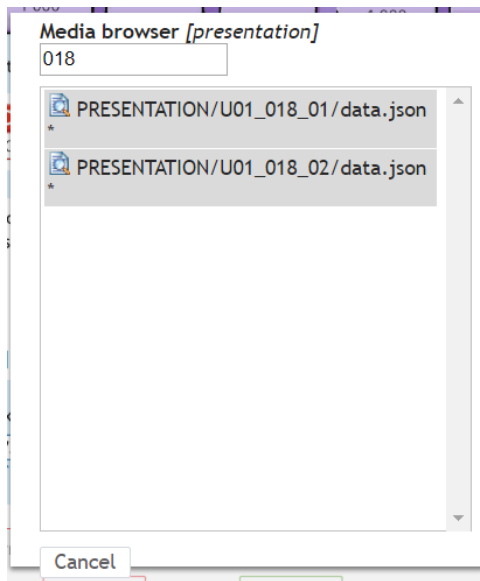 Media browser [presentation]
018
PRESENTATION/U01_018_01/data.json
*
PRESENTATION/U01_018_02/data.json
*
Cancel